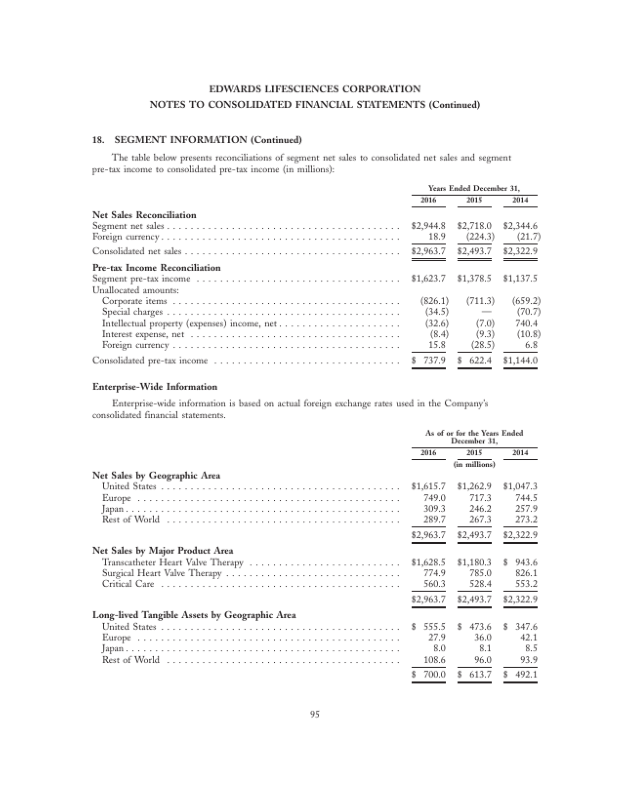 EDWARDS LIFESCIENCES CORPORATION
NOTES TO CONSOLIDATED FINANCIAL STATEMENTS (Continued)
18. SEGMENT INFORMATION (Continued)
The table below presents reconciliations of segment net sales to consolidated net sales and segment
pre-tax income to consolidated pre-tax income (in millions):
Years Ended December 31,
2016 2015 2014
Net Sales Reconciliation
Segment net sales . . . . . . . . . . . . . . . . . . . . . . . . . . . . . . . . . . . . . . . $2,944.8 $2,718.0 $2,344.6
Foreign currency . . . . . . . . . . . . . . . . . . . . . . . . . . . . . . . . . . . . . . . . 18.9 (224.3) (21.7)
Consolidated net sales . . . . . . . . . . . . . . . . . . . . . . . . . . . . . . . . . . . . $2,963.7 $2,493.7 $2,322.9
Pre-tax Income Reconciliation
Segment pre-tax income . . . . . . . . . . . . . . . . . . . . . . . . . . . . . . . . . . $1,623.7 $1,378.5 $1,137.5
Unallocated amounts:
Corporate items . . . . . . . . . . . . . . . . . . . . . . . . . . . . . . . . . . . . . . (826.1) (711.3) (659.2)
Special charges . . . . . . . . . . . . . . . . . . . . . . . . . . . . . . . . . . . . . . . (34.5) — (70.7)
Intellectual property (expenses) income, net . . . . . . . . . . . . . . . . . . . . (32.6) (7.0) 740.4
Interest expense, net . . . . . . . . . . . . . . . . . . . . . . . . . . . . . . . . . . . (8.4) (9.3) (10.8)
Foreign currency . . . . . . . . . . . . . . . . . . . . . . . . . . . . . . . . . . . . . . 15.8 (28.5) 6.8
Consolidated pre-tax income . . . . . . . . . . . . . . . . . . . . . . . . . . . . . . . $ 737.9 $ 622.4 $1,144.0
Enterprise-Wide Information
Enterprise-wide information is based on actual foreign exchange rates used in the Company's
consolidated financial statements.
As of or for the Years Ended
December 31,
2016 2015 2014
(in millions)
Net Sales by Geographic Area
United States . . . . . . . . . . . . . . . . . . . . . . . . . . . . . . . . . . . . . . . . $1,615.7 $1,262.9 $1,047.3
Europe . . . . . . . . . . . . . . . . . . . . . . . . . . . . . . . . . . . . . . . . . . . . 749.0 717.3 744.5
Japan . . . . . . . . . . . . . . . . . . . . . . . . . . . . . . . . . . . . . . . . . . . . . . 309.3 246.2 257.9
Rest of World . . . . . . . . . . . . . . . . . . . . . . . . . . . . . . . . . . . . . . . 289.7 267.3 273.2
$2,963.7 $2,493.7 $2,322.9
Net Sales by Major Product Area
Transcatheter Heart Valve Therapy . . . . . . . . . . . . . . . . . . . . . . . . . $1,628.5 $1,180.3 $ 943.6
Surgical Heart Valve Therapy . . . . . . . . . . . . . . . . . . . . . . . . . . . . . 774.9 785.0 826.1
Critical Care . . . . . . . . . . . . . . . . . . . . . . . . . . . . . . . . . . . . . . . . 560.3 528.4 553.2
$2,963.7 $2,493.7 $2,322.9
Long-lived Tangible Assets by Geographic Area
United States . . . . . . . . . . . . . . . . . . . . . . . . . . . . . . . . . . . . . . . . $ 555.5 $ 473.6 $ 347.6
Europe . . . . . . . . . . . . . . . . . . . . . . . . . . . . . . . . . . . . . . . . . . . . 27.9 36.0 42.1
Japan . . . . . . . . . . . . . . . . . . . . . . . . . . . . . . . . . . . . . . . . . . . . . . 8.0 8.1 8.5
Rest of World . . . . . . . . . . . . . . . . . . . . . . . . . . . . . . . . . . . . . . . 108.6 96.0 93.9
$ 700.0 $ 613.7 $ 492.1
95